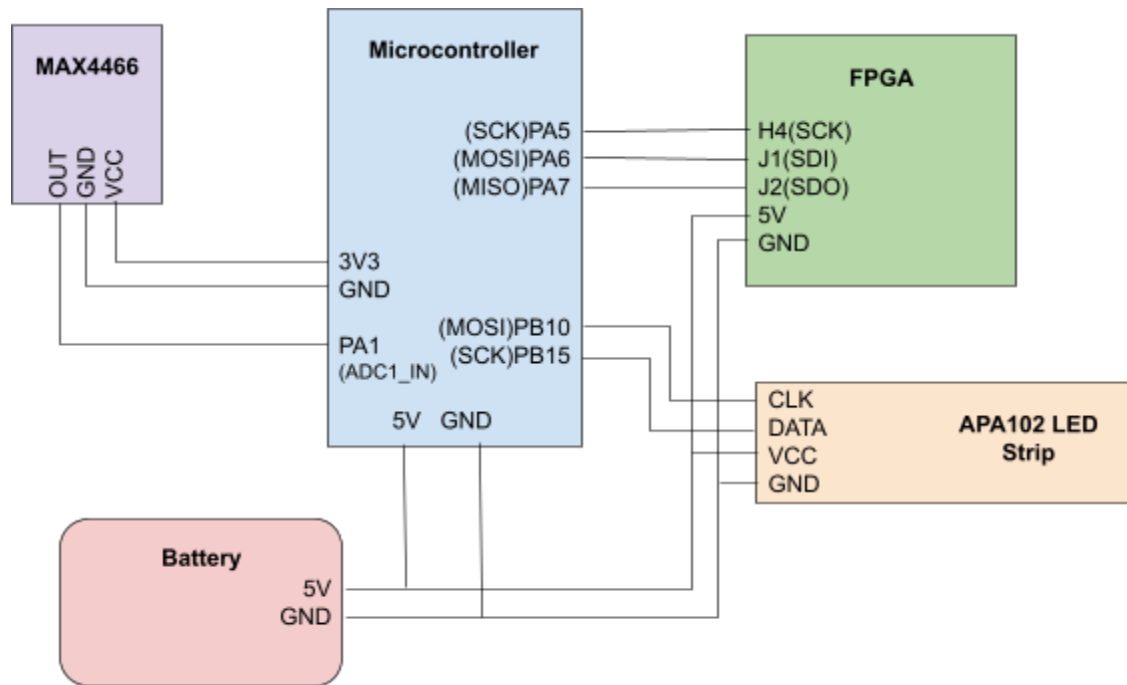 MAX4466
OUT
GND
VCC
Microcontroller
(SCK)PA5
(MOSI)PA6
(MISO)PA7
3V3
GND
(MOSI)PB10
(SCK)PB15
PA1
(ADC1_IN)
5V GND
FPGA
H4(SCK)
J1(SDI)
J2(SDO)
5V
GND
CLK
DATA
VCC
GND
APA102 LED
Strip
Battery
5V
GND